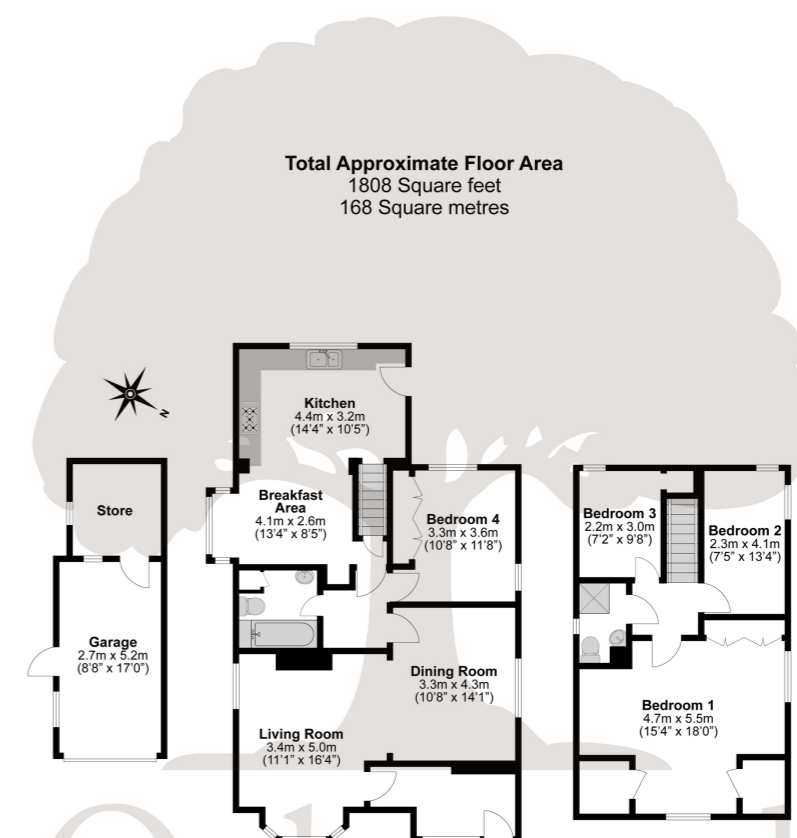 Total Approximate Floor Area
1808 Square feet
168 Square metres
N
Kitchen
4.4m x 3.2m
(14'4" x 10'5")
Store
Breakfast
Area
4.1m x 2.6m
(13'4" x 8'5")
Bedroom 4
3.3m x 3.6m
(10'8" x 11'8")
Bedroom 3
2.2m x 3.0m
(7'2" x 9'8")
Bedroom 2
2.3m x 4.1m
(7'5" x 13'4")
Garage
2.7m x 5.2m
(8'8" x 17'0")
Dining Room
3.3m x 4.3m
(10'8" x 14'1")
Living Room
3.4m x 5.0m
(11'1" x 16'4")
Bedroom 1
4.7m x 5.5m
(15'4" x 18'0")